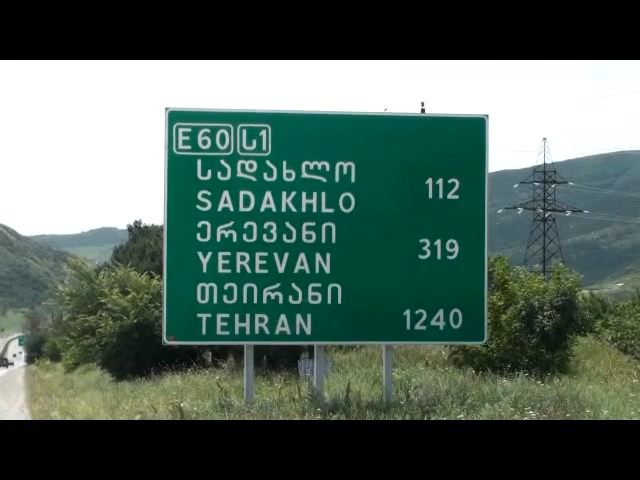 E60 ს1
სადახლო
SADAKHLO 112
ერევანი
YEREVAN 319
თეირანი
TEHRAN 1240